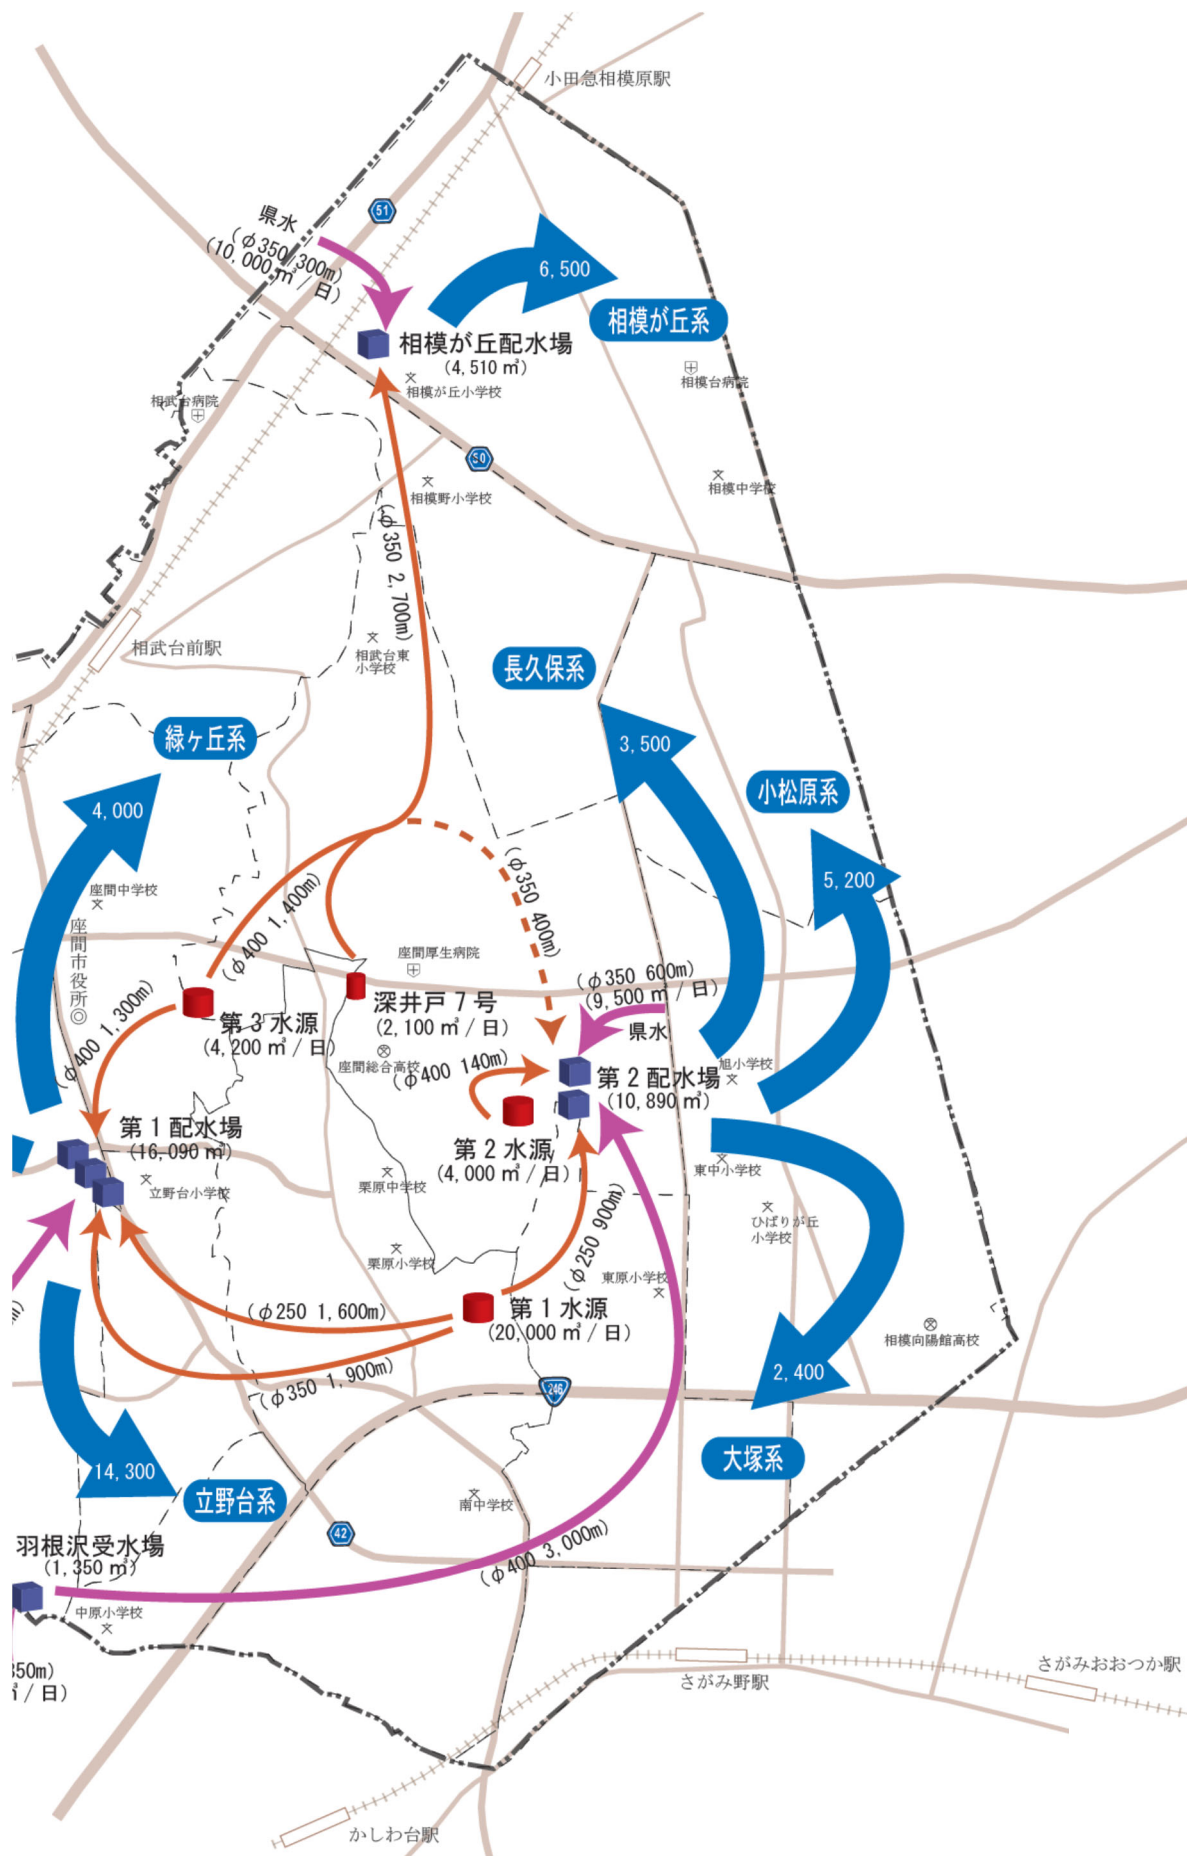 小田急相模原駅
51
県水
(φ350 300m)
(10,000㎥/日)
6,500
相模が丘系
相模が丘配水場
(4,510㎥)
相模が丘小学校
相模台病院
相武台病院
相模野小学校
相模中学校
(φ350 2,700m)
相武台前駅
相武台東
小学校
長久保系
緑ヶ丘系
3,500
小松原系
4,000
5,200
(φ350 400m)
座間中学校
座間市役所
(φ400 1,400m)
座間厚生病院
(φ350 600m)
(9,500㎥/日)
県水
(φ400 1,300m)
第3水源
(4,200㎥/日)
深井戸7号
(2,100㎥/日)
座間総合高校
(φ400 140m)
旭小学校
第2配水場
(10,890㎥)
第1配水場
(16,090㎥)
第2水源
(4,000㎥/日)
東中小学校
立野台小学校
栗原中学校
ひばりが丘
小学校
栗原小学校
(φ250 900m)
東原小学校
(φ250 1,600m)
第1水源
(20,000㎥/日)
相模向陽館高校
(φ350 1,900m)
246
2,400
14,300
立野台系
大塚系
南中学校
42
羽根沢受水場
(1,350㎥)
(φ400 3,000m)
中原小学校
350m)
/日)
さがみ野駅
さがみおおつか駅
かしわ台駅